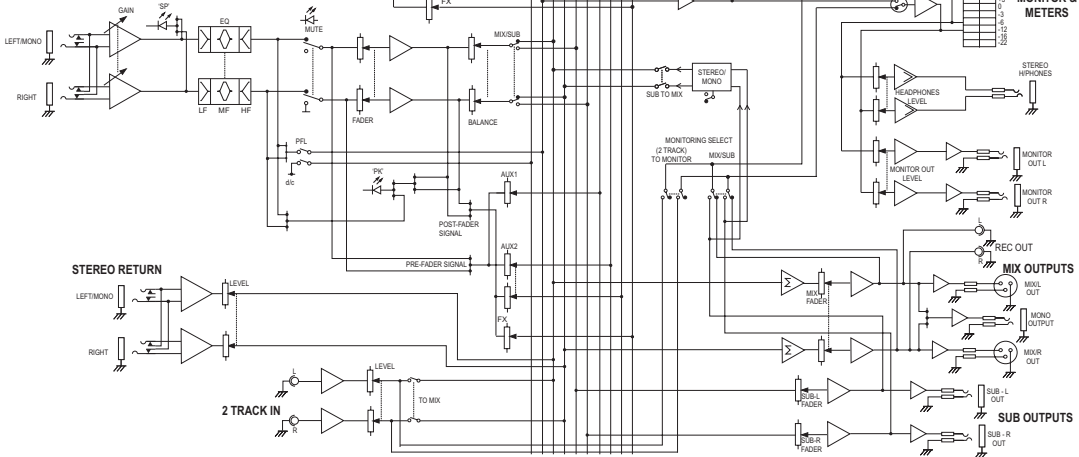 FX
MONITOR &
METERS
0
-3
-6
-12
-16
-22
'SP'
GAIN
EQ
MUTE
MIX/SUB
LEFT/MONO
RIGHT
LF MF HF
FADER
BALANCE
STEREO/
MONO
SUB TO MIX
STEREO
H/PHONES
HEADPHONES
LEVEL
MONITORING SELECT
(2 TRACK)
TO MONITOR
MIX/SUB
PFL
d/c
'PK'
AUX1
POST-FADER
SIGNAL
MONITOR
OUT L
MONITOR OUT
LEVEL
MONITOR
OUT R
AUX2
PRE-FADER SIGNAL
L
R
REC OUT
STEREO RETURN
LEVEL
LEFT/MONO
RIGHT
FX
Σ
MIX
FADER
MIX OUTPUTS
MIX/L
OUT
MONO
OUTPUT
Σ
MIX/R
OUT
L
LEVEL
TO MIX
2 TRACK IN
R
SUB-L
FADER
SUB - L
OUT
SUB OUTPUTS
SUB-R
FADER
SUB - R
OUT